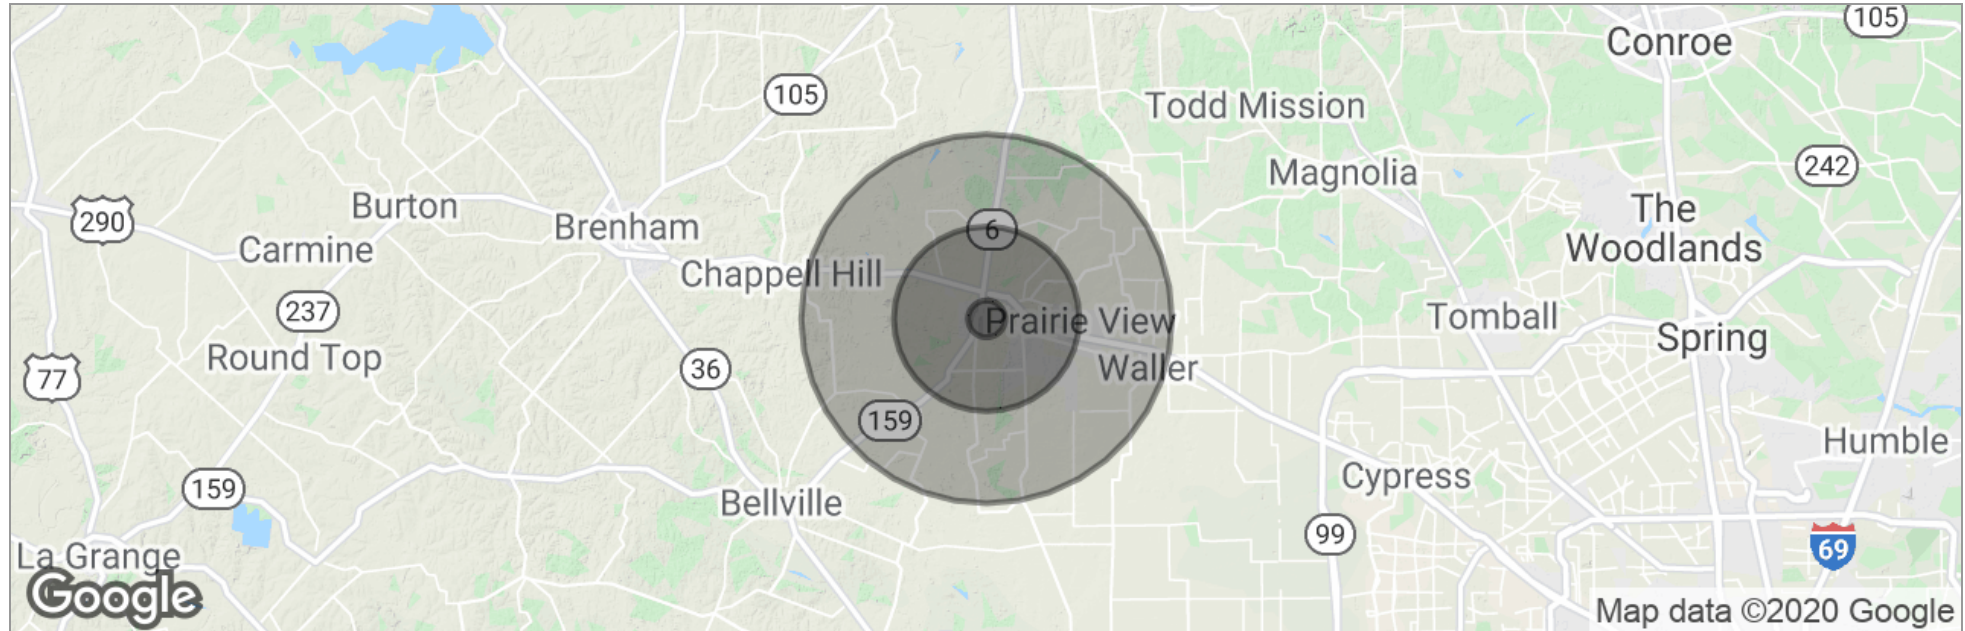 105
Conroe
105
Todd Mission
242
Magnolia
290
Burton
Brenham
6
The
Woodlands
Carmine
Chappell Hill
237
Prairie View
Tomball
Spring
Round Top
77
36
Waller
159
Humble
Cypress
159
Bellville
99
69
La Grange
Google
Map data ©2020 Google